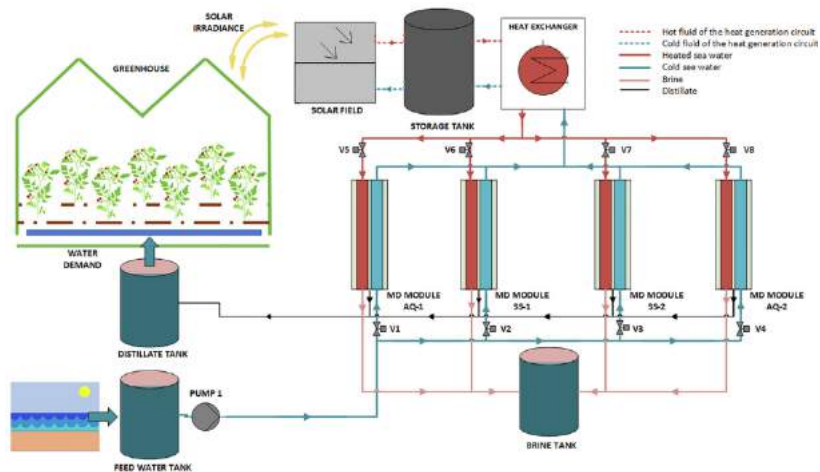 SOLAR
IRRADIANCE
GREENHOUSE
SOLAR FIELD
STORAGE TANK
HEAT EXCHANGER
Hot fluid of the heat generation circuit
Cold fluid of the heat generation circuit
Heated sea water
Cold sea water
Brine
Distillate
V5
V6
V7
V8
WATER
DEMAND
MD MODULE
AQ-1
MD MODULE
SS-1
MD MODULE
SS-2
MD MODULE
AQ-2
V1
V2
V3
V4
DISTILLATE TANK
PUMP 1
FEED WATER TANK
BRINE TANK